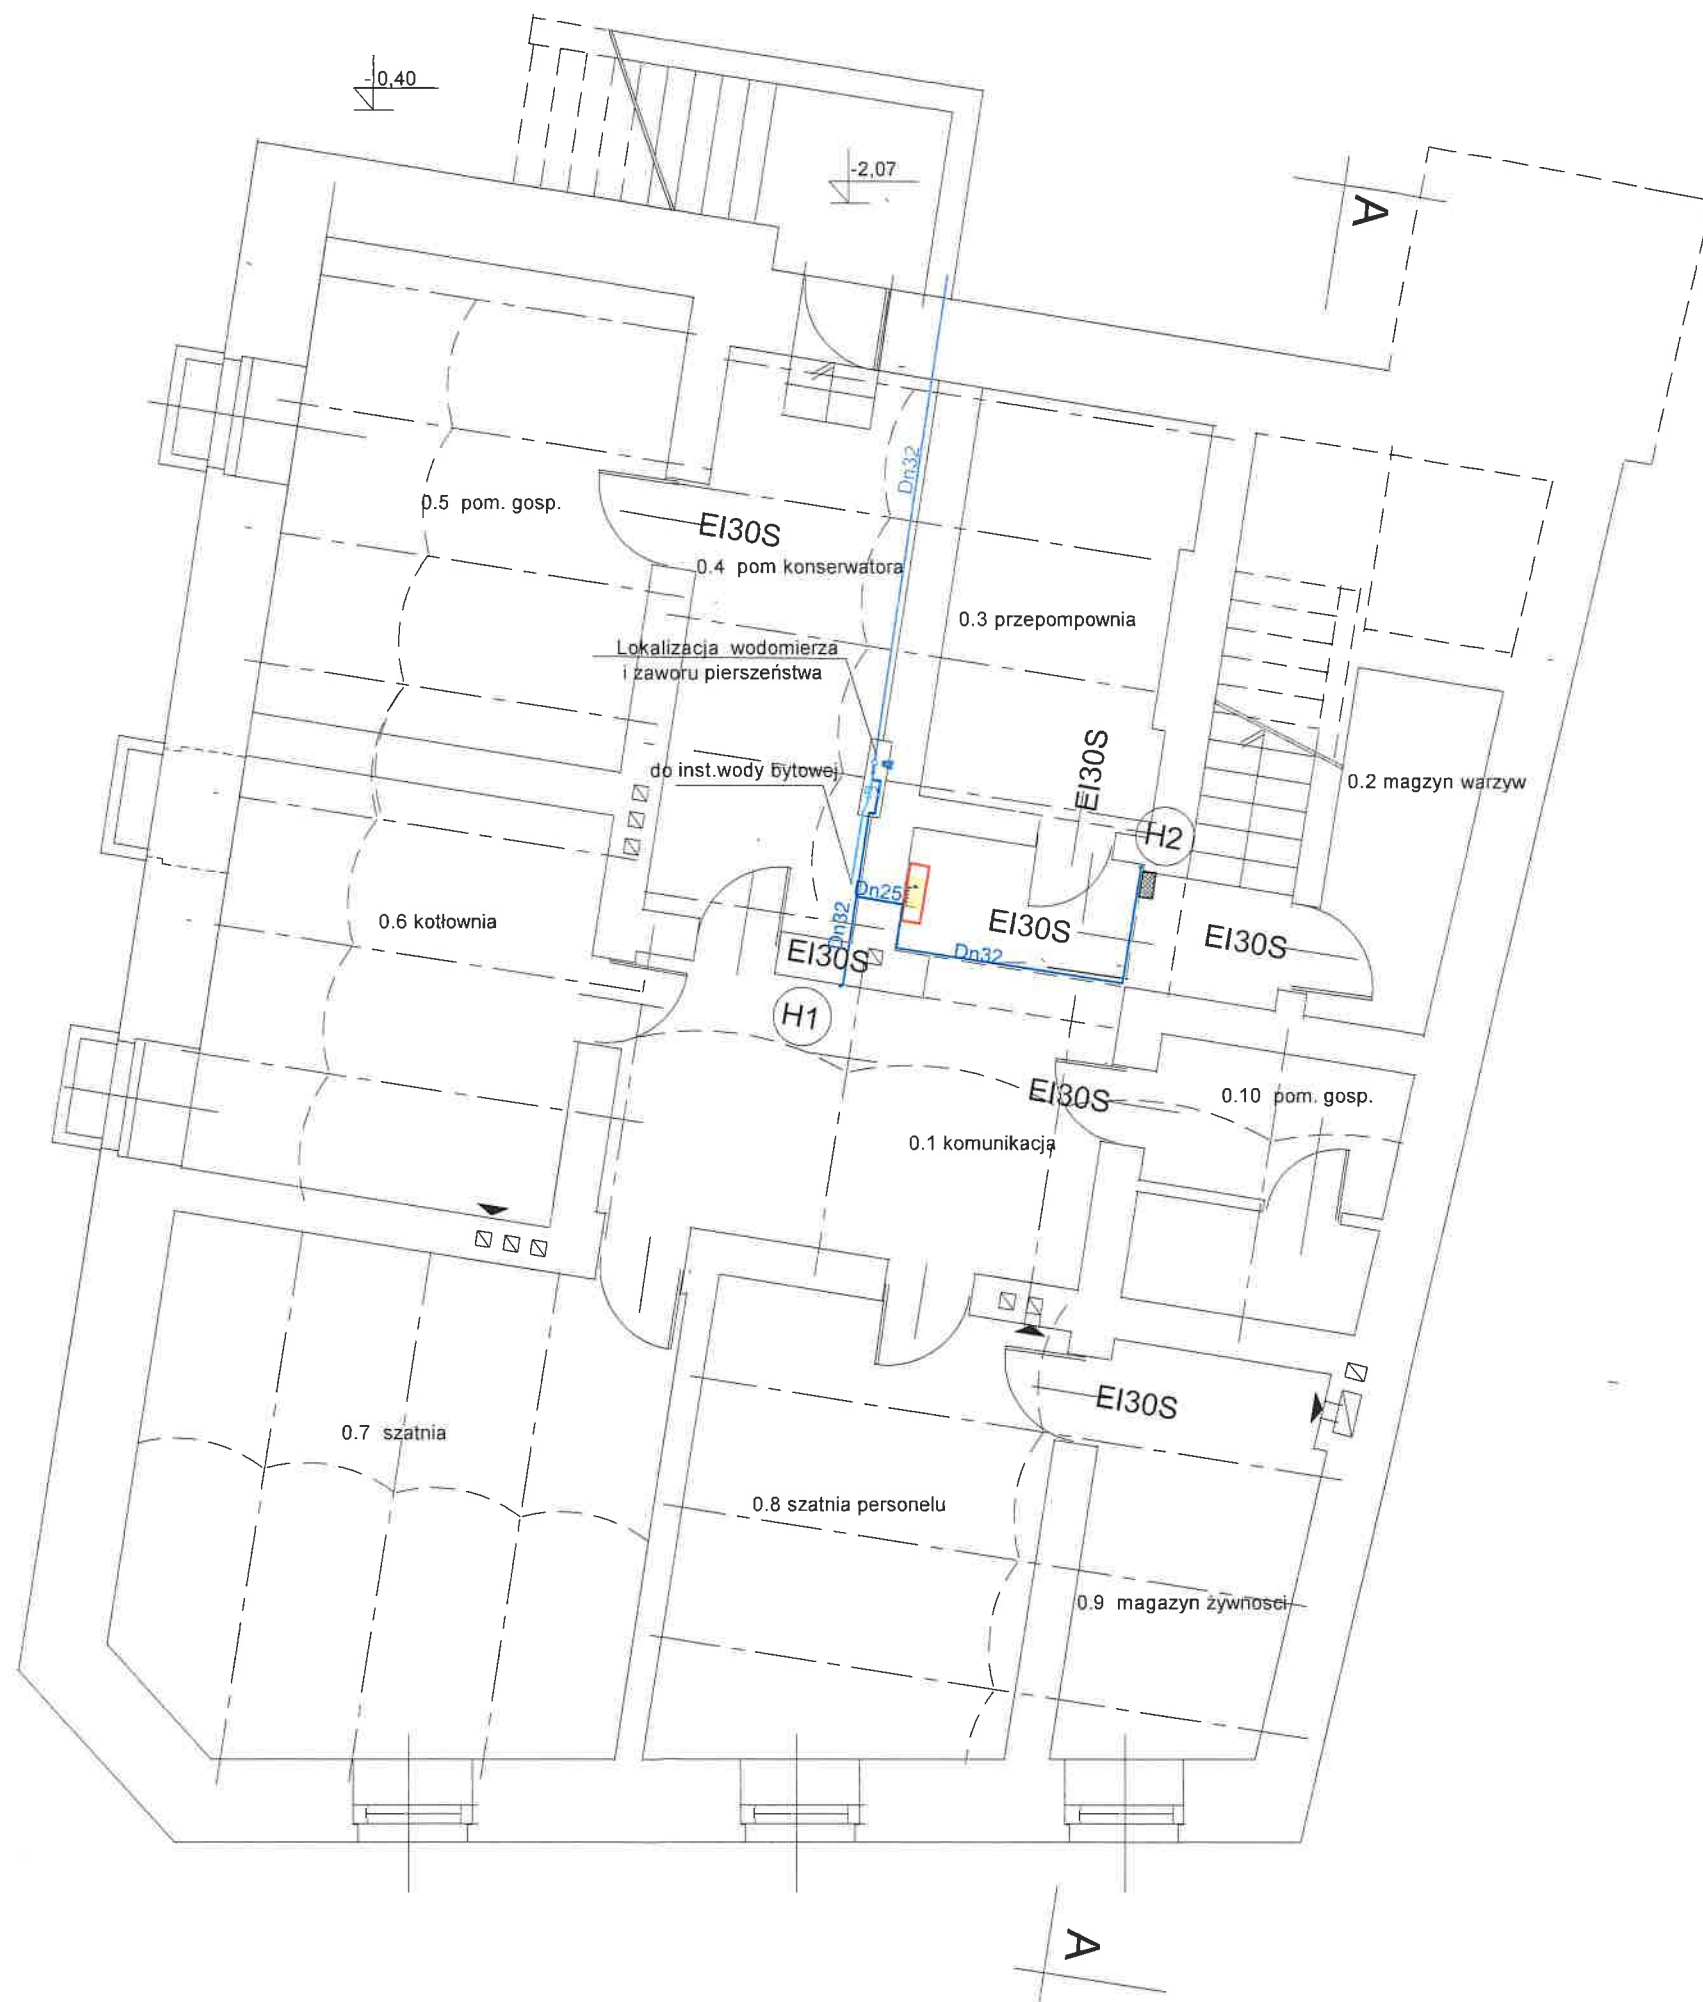 -0,40
-2,07
A
Dn32
0.5 pom. gosp.
EI30S
0.4 pom konserwatora
0.3 przepompownia
Lokalizacja wodomierza
i zaworu pierszeństwa
EI30S
do inst.wody bytowej
0.2 magzyn warzyw
H2
Dn25
0.6 kotłownia
Dn32
EI30S
EI30S
EI30S
Dn32
H1
EI30S
0.10 pom. gosp.
0.1 komunikacja
EI30S
0.7 szatnia
0.8 szatnia personelu
0.9 magazyn żywnosci
A